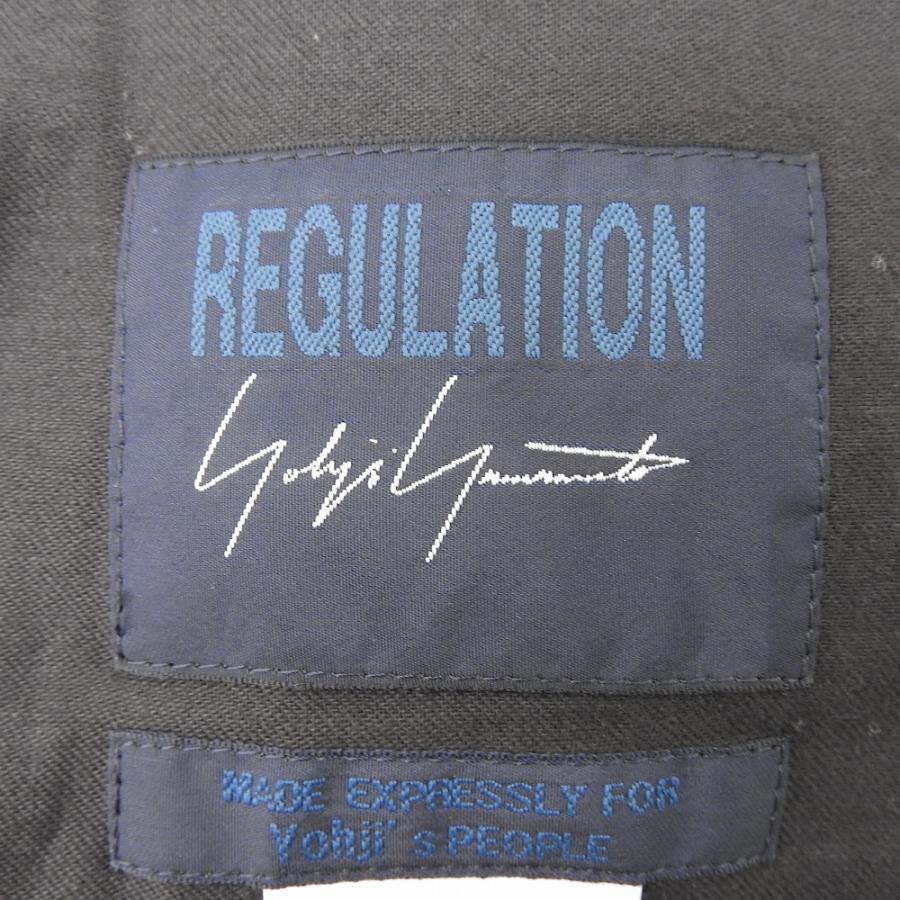 REGULATION
Yohji Yamamoto
MADE EXPRESSLY FOR
Yohji's PEOPLE